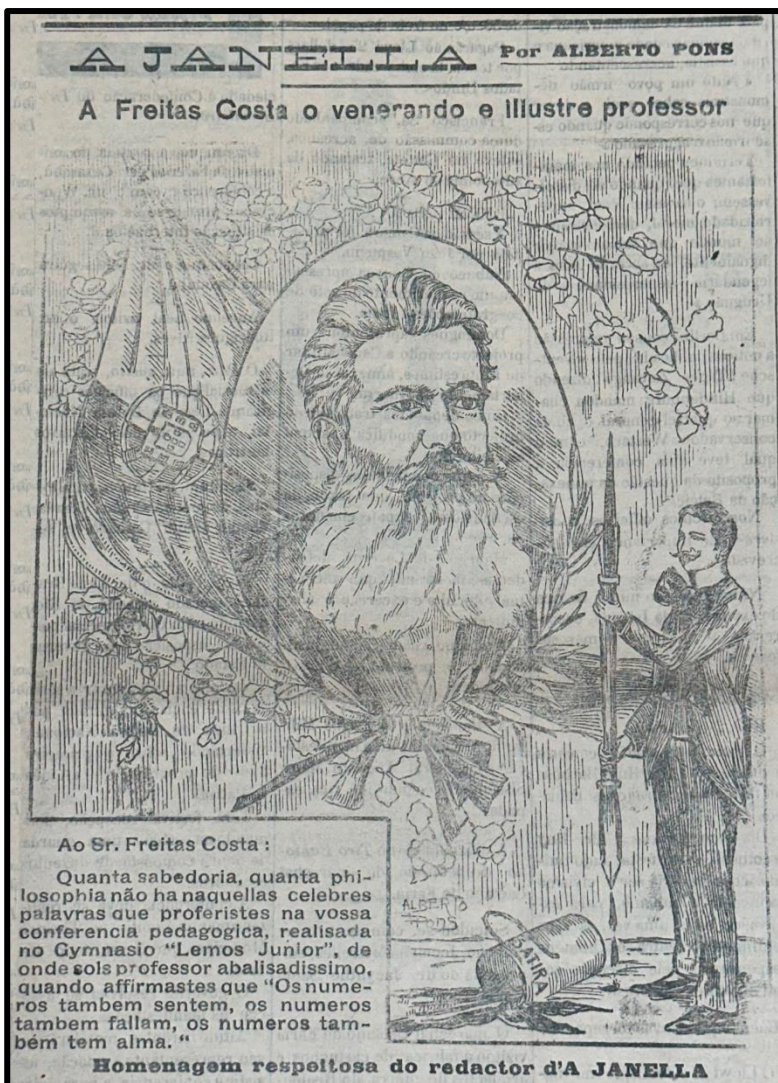 A JANELLA Por ALBERTO PONS
A Freitas Costa o venerando e illustre professor
Ao Sr. Freitas Costa :
Quanta sabedoria, quanta phi-
losophia não ha naquellas celebres
palavras que proferistes na vossa
conferencia pedagogica, realisada
no Gymnasio "Lemos Junior", de
onde sois professor abalisadissimo,
quando affirmastes que "Os nume-
ros tambem sentem, os numeros
tambem fallam, os numeros tam-
bém tem alma. "
ALBERTO
PONS
SATIRA
Homenagem respeitosa do redactor d'A JANELLA